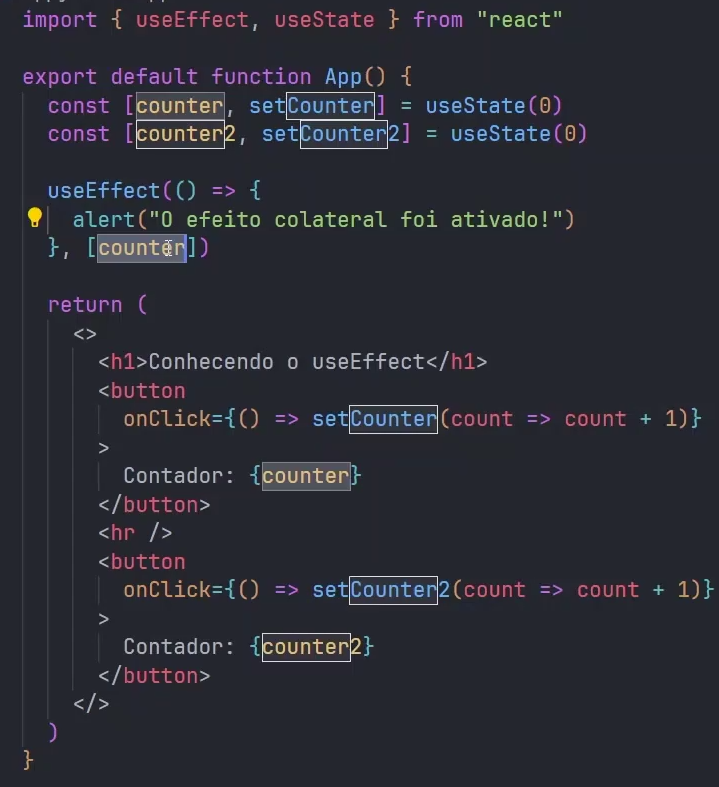 import { useEffect, useState } from "react"
export default function App() {
const [counter, setCounter] = useState(0)
const [counter2, setCounter2] = useState(0)
useEffect(() => {
alert("O efeito colateral foi ativado!")
}, [counter])
return (
<>
<h1>Conhecendo o useEffect</h1>
<button
onClick={() => setCounter(count => count + 1)}
>
Contador: {counter}
</button>
<hr />
<button
onClick={() => setCounter2(count => count + 1)}
>
Contador: {counter2}
</button>
</>
)
}